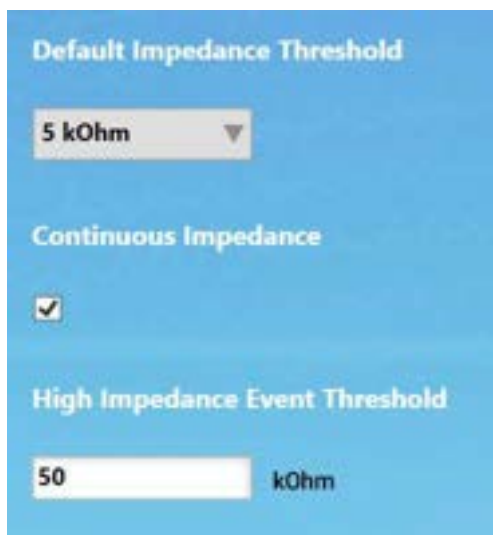 Default Impedance Threshold
5 kOhm
Continuous Impedance
High Impedance Event Threshold
50 kOhm